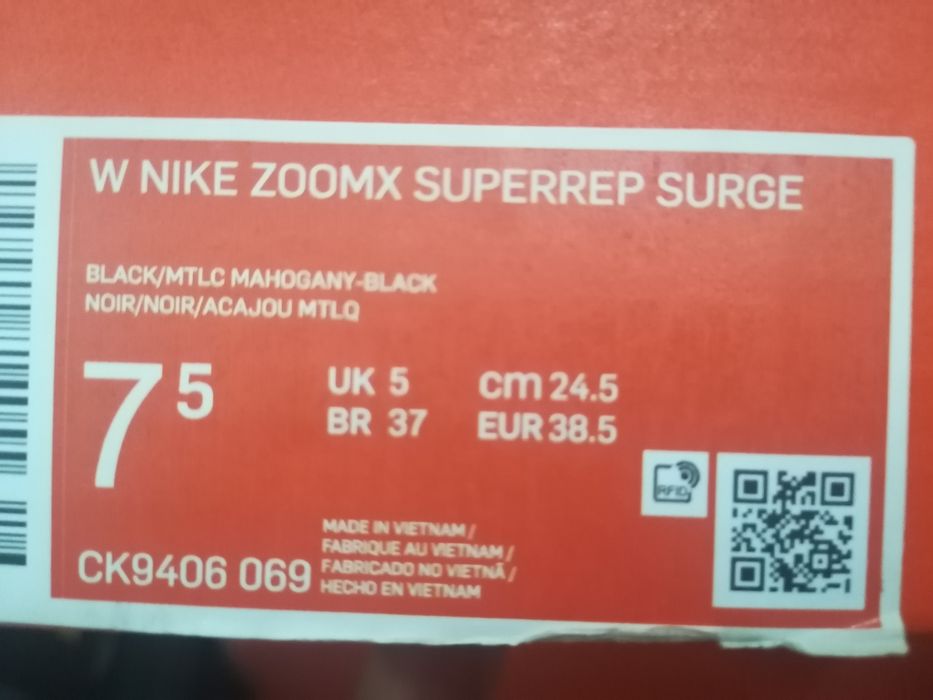 W NIKE ZOOMX SUPERREP SURGE
BLACK/MTLC MAHOGANY-BLACK
NOIR/NOIR/ACAJOU MTLQ
7 5
UK 5
cm 24.5
BR 37
EUR 38.5
RFID
CK9406 069
MADE IN VIETNAM /
FABRIQUE AU VIETNAM /
FABRICADO NO VIETNÃ /
HECHO EN VIETNAM